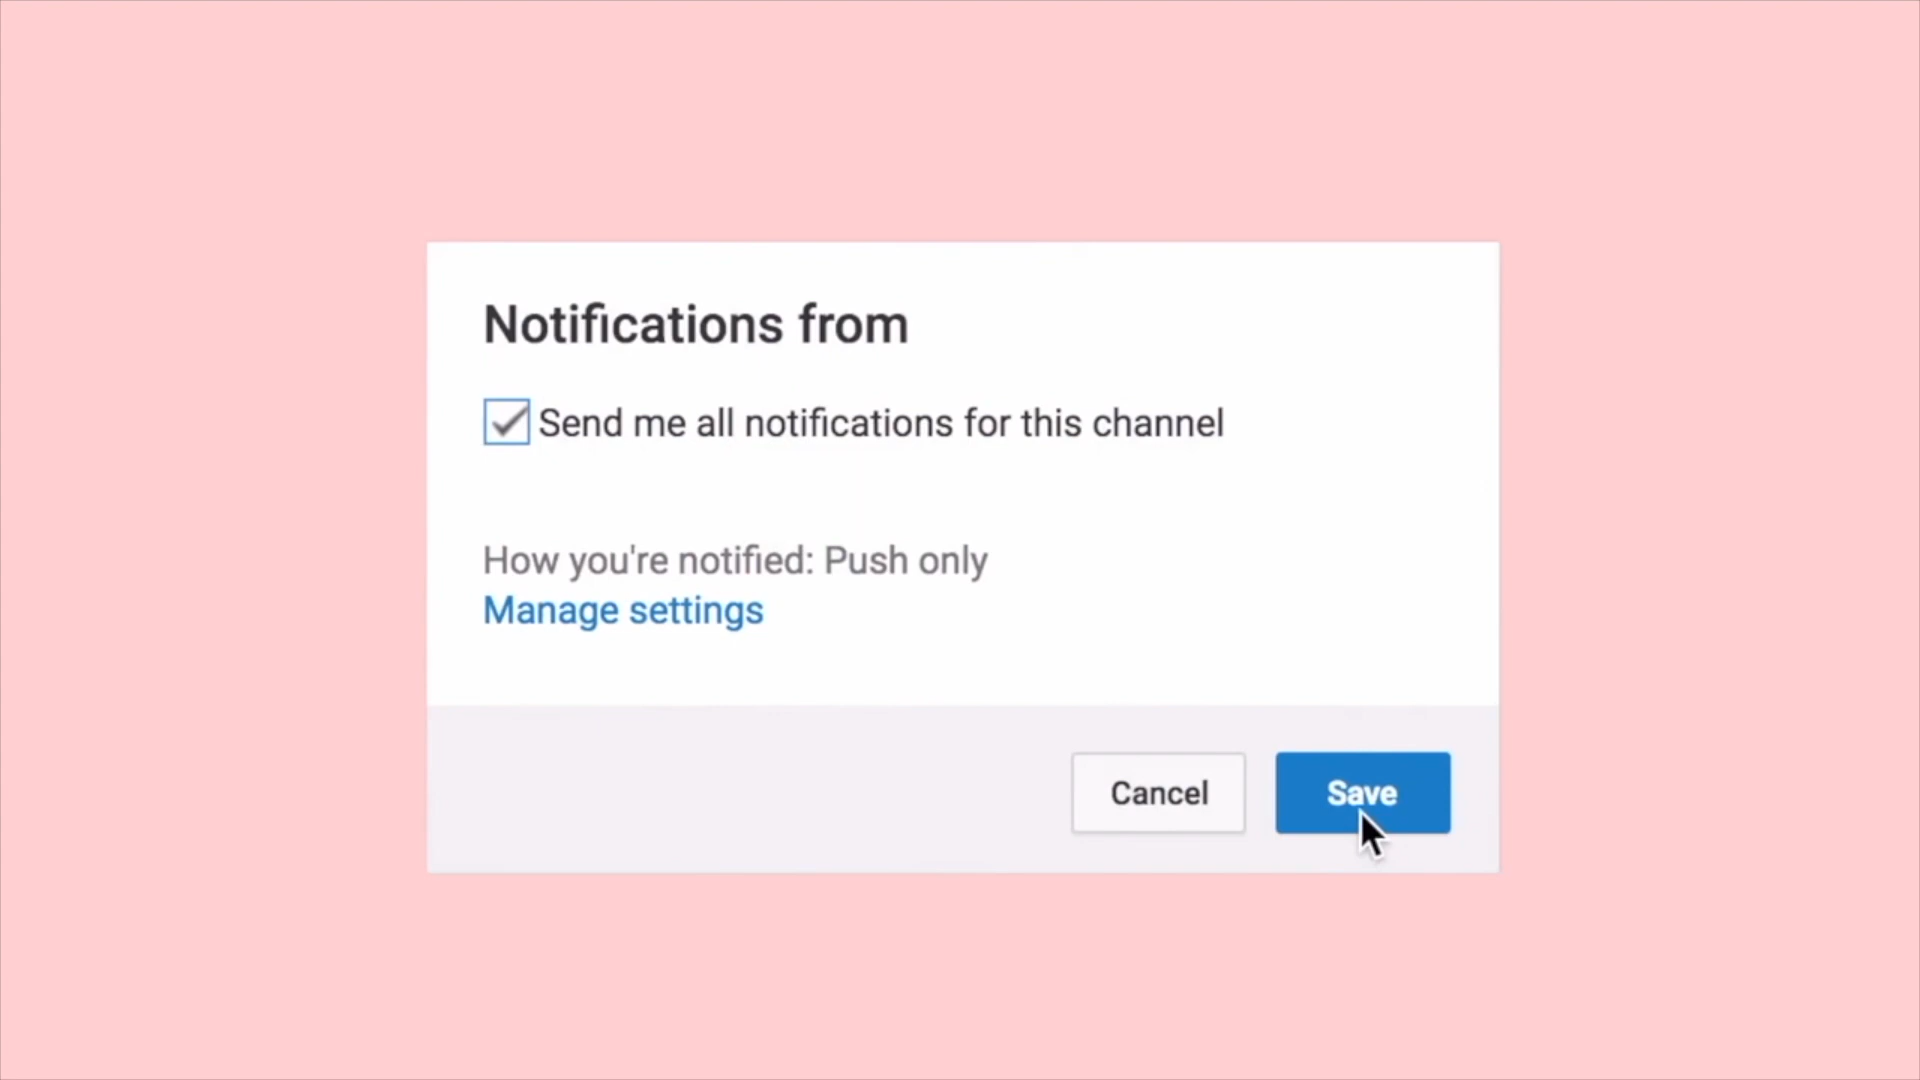 Notifications from
Send me all notifications for this channel
How you're notified: Push only
Manage settings
Cancel
Save